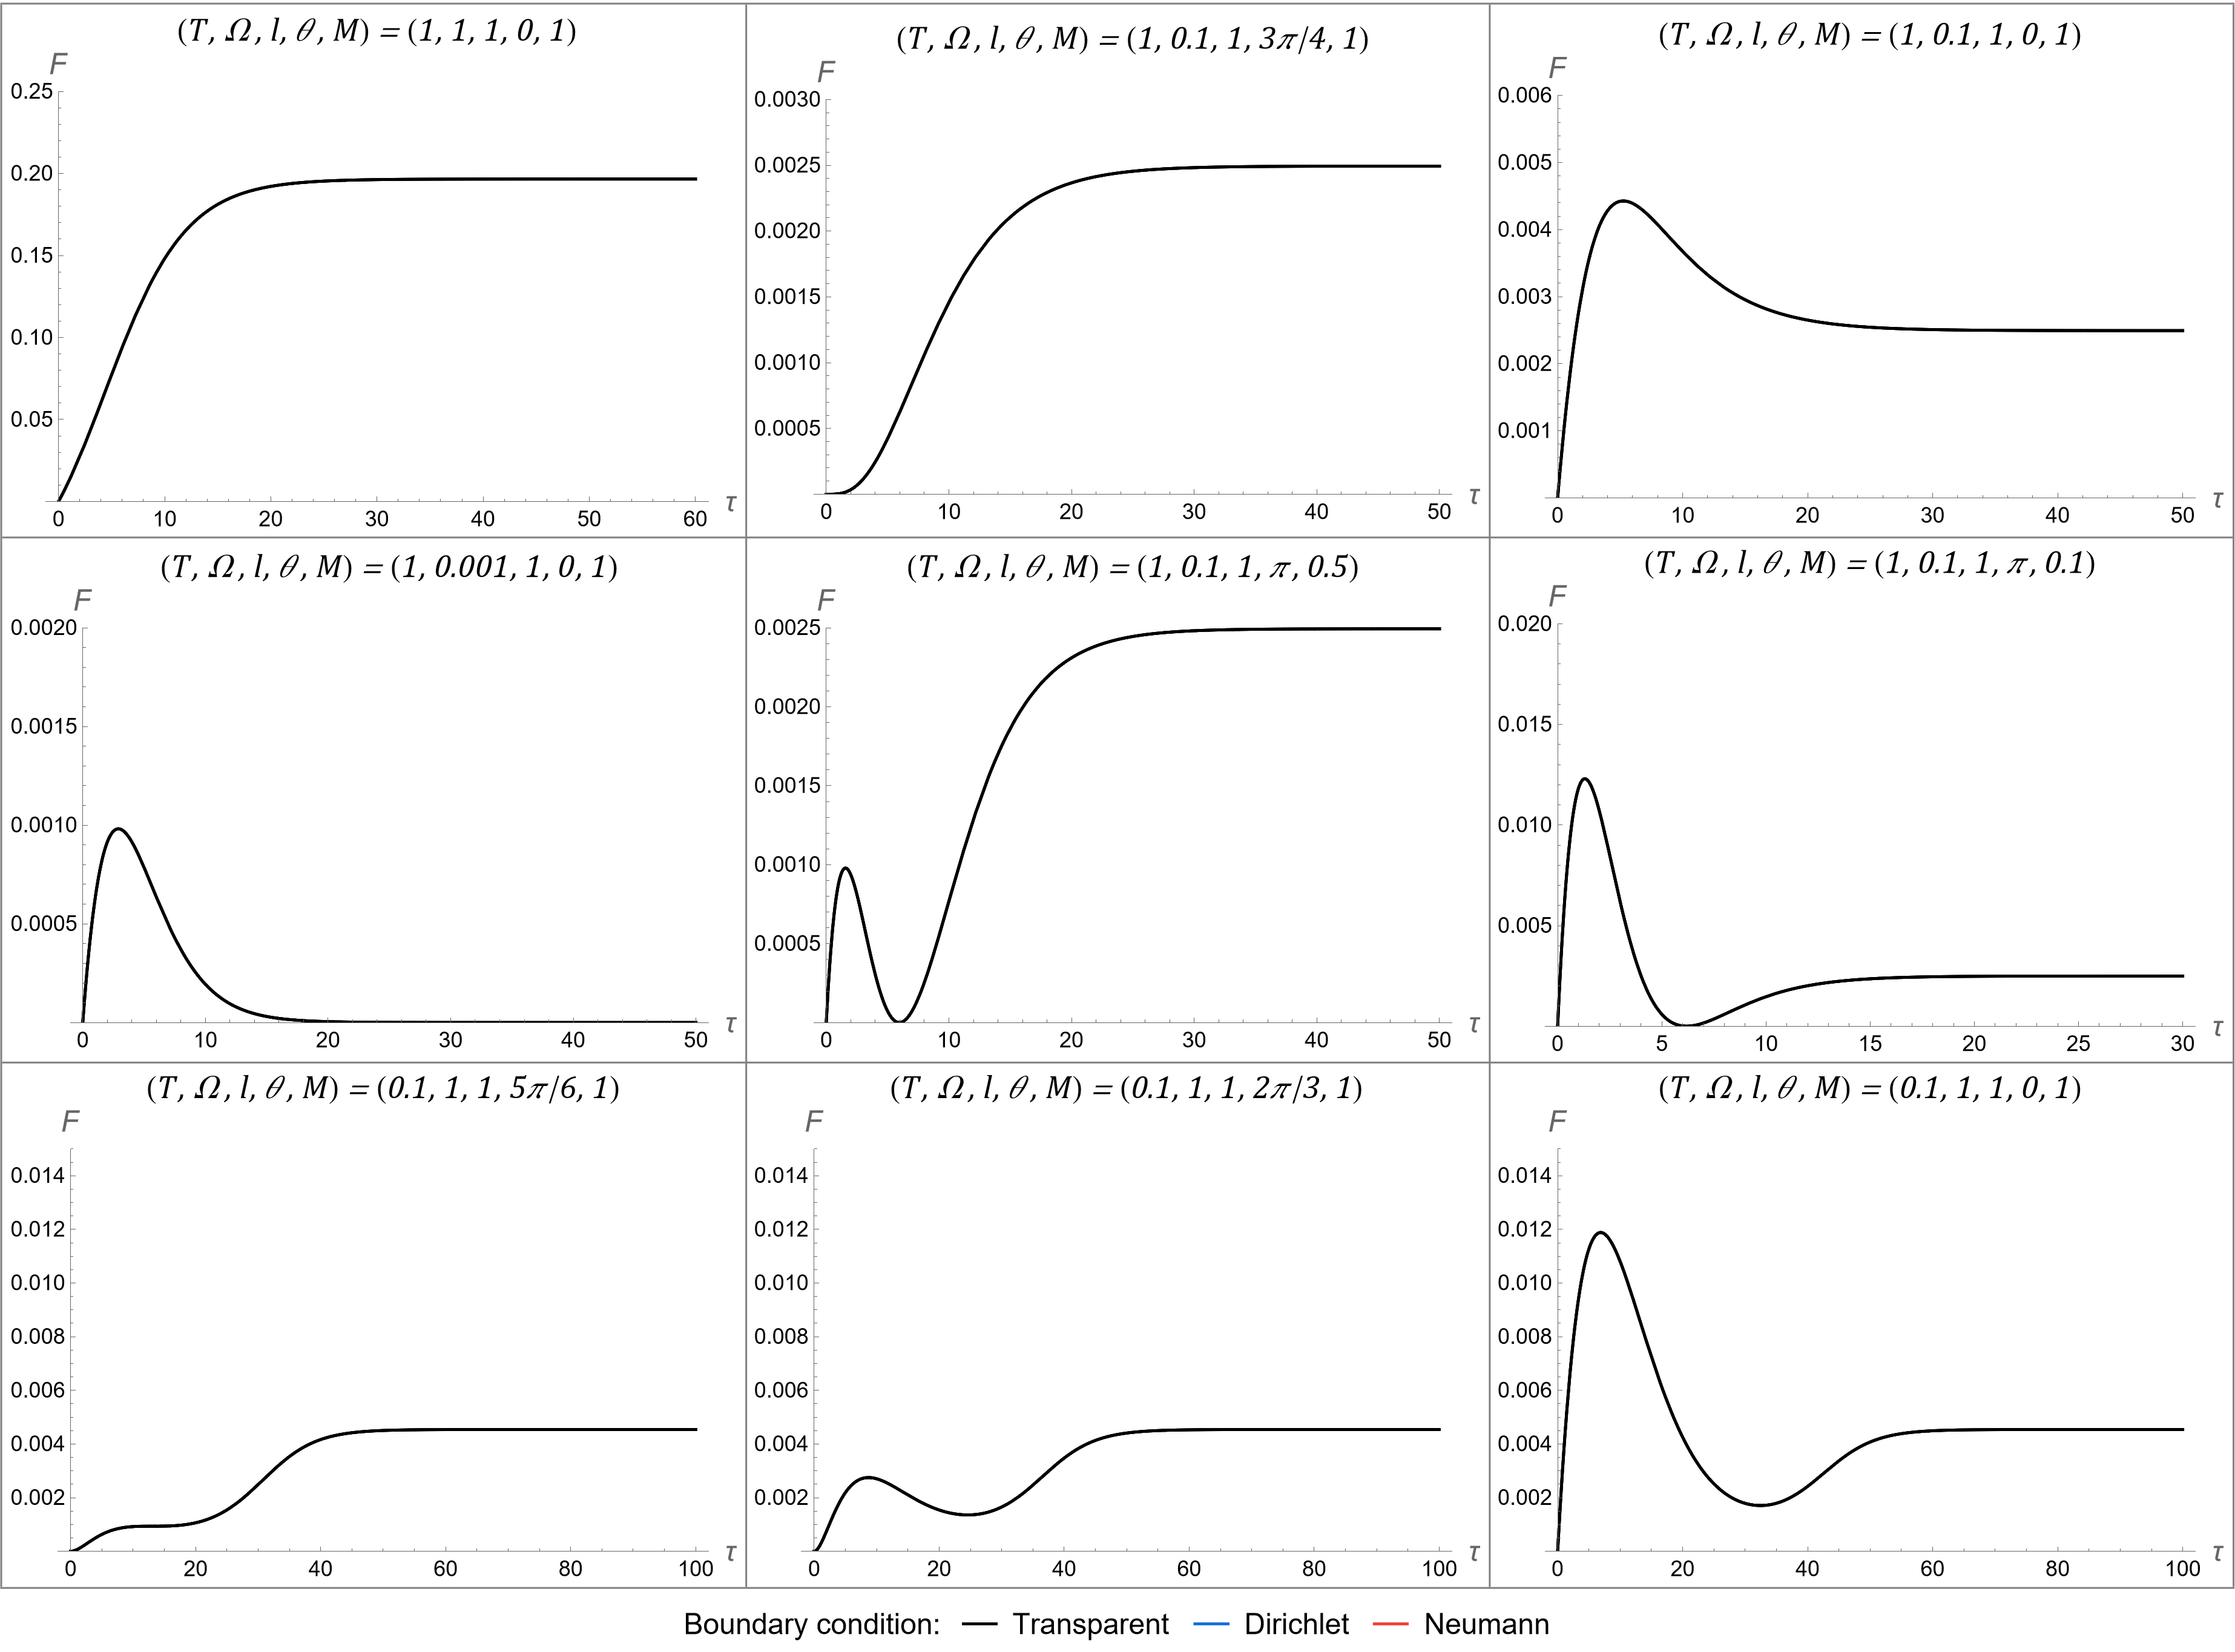 (T, Ω, l, θ, M) = (1, 1, 1, 0, 1)
F
0.25
0.20
0.15
0.10
0.05
0 10 20 30 40 50 60 τ
(T, Ω, l, θ, M) = (1, 0.1, 1, 3π/4, 1)
F
0.0030
0.0025
0.0020
0.0015
0.0010
0.0005
0 10 20 30 40 50 τ
(T, Ω, l, θ, M) = (1, 0.1, 1, 0, 1)
F
0.006
0.005
0.004
0.003
0.002
0.001
0 10 20 30 40 50 τ
(T, Ω, l, θ, M) = (1, 0.001, 1, 0, 1)
F
0.0020
0.0015
0.0010
0.0005
0 10 20 30 40 50 τ
(T, Ω, l, θ, M) = (1, 0.1, 1, π, 0.5)
F
0.0025
0.0020
0.0015
0.0010
0.0005
0 10 20 30 40 50 τ
(T, Ω, l, θ, M) = (1, 0.1, 1, π, 0.1)
F
0.020
0.015
0.010
0.005
0 5 10 15 20 25 30 τ
(T, Ω, l, θ, M) = (0.1, 1, 1, 5π/6, 1)
F
0.014
0.012
0.010
0.008
0.006
0.004
0.002
0 20 40 60 80 100 τ
(T, Ω, l, θ, M) = (0.1, 1, 1, 2π/3, 1)
F
0.014
0.012
0.010
0.008
0.006
0.004
0.002
0 20 40 60 80 100 τ
(T, Ω, l, θ, M) = (0.1, 1, 1, 0, 1)
F
0.014
0.012
0.010
0.008
0.006
0.004
0.002
0 20 40 60 80 100 τ
Boundary condition: Transparent Dirichlet Neumann